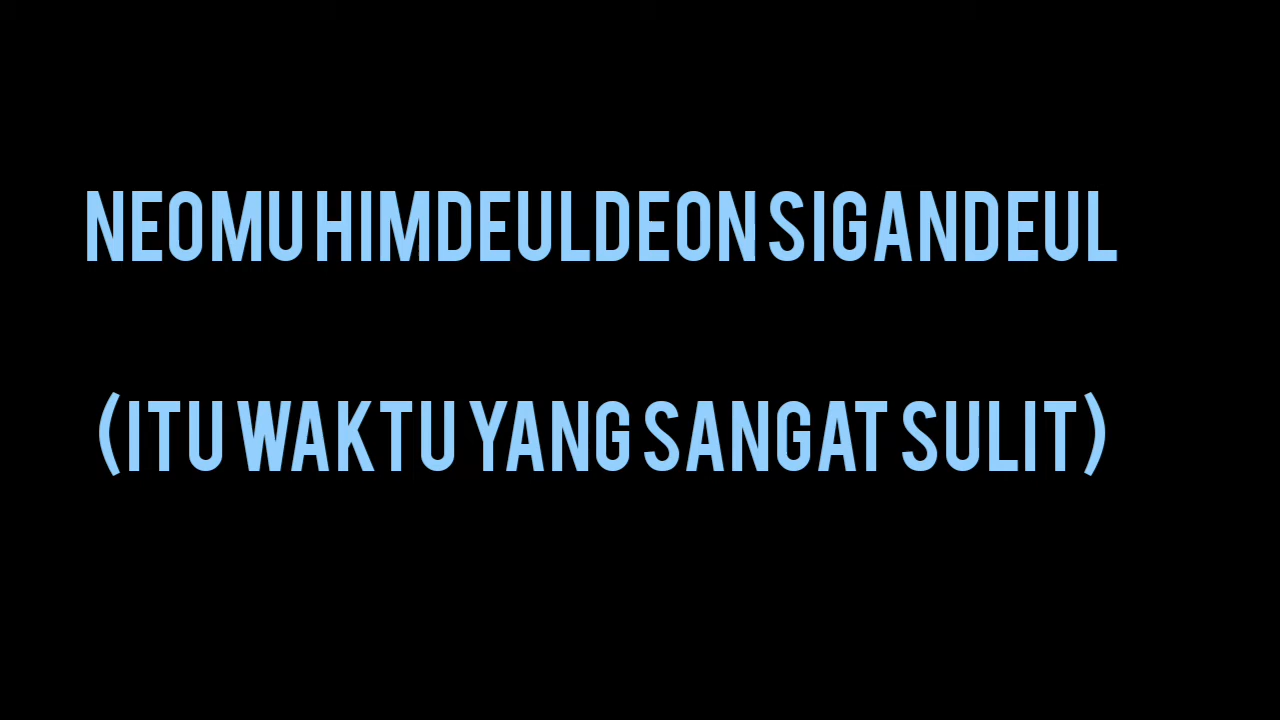 NEOMU HIMDEULDEON SIGANDEUL
(ITU WAKTU YANG SANGAT SULIT)